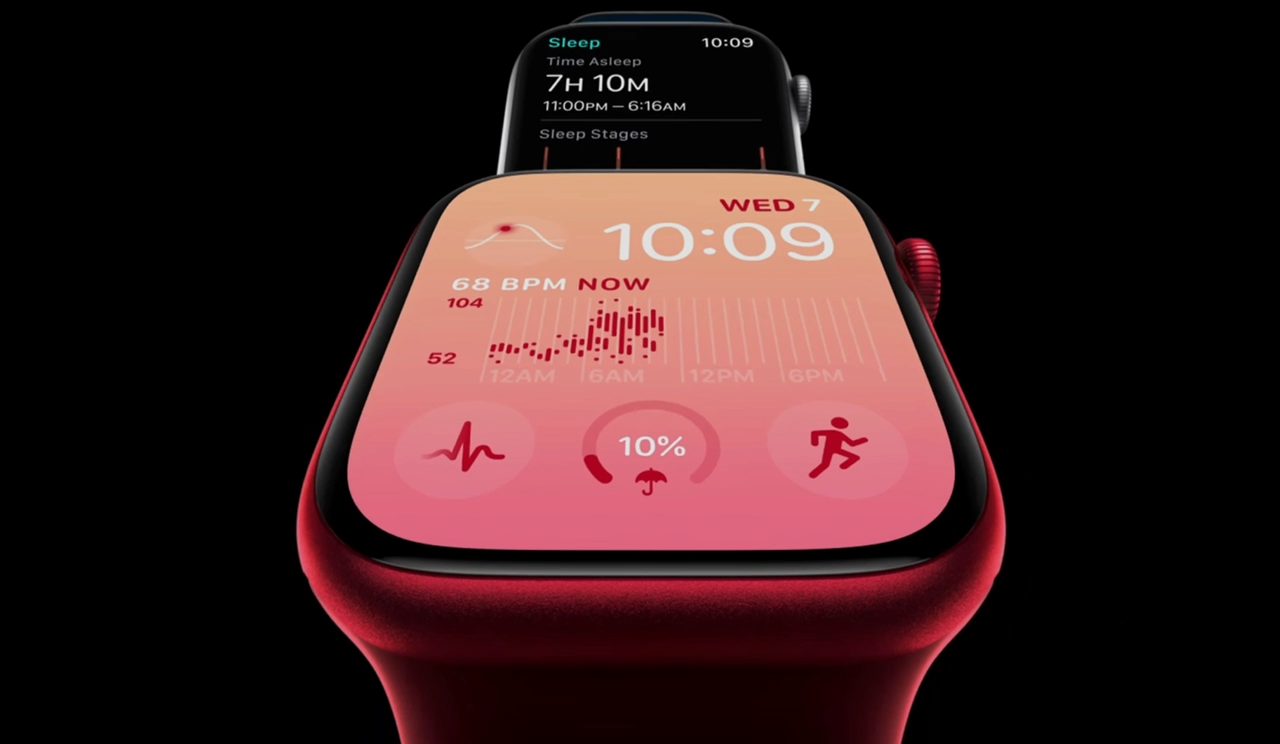 Sleep 10:09
Time Asleep
7H 10M
11:00PM – 6:16AM
Sleep Stages
WED 7
10:09
68 BPM NOW
104
52
12AM 6AM 12PM 6PM
10%